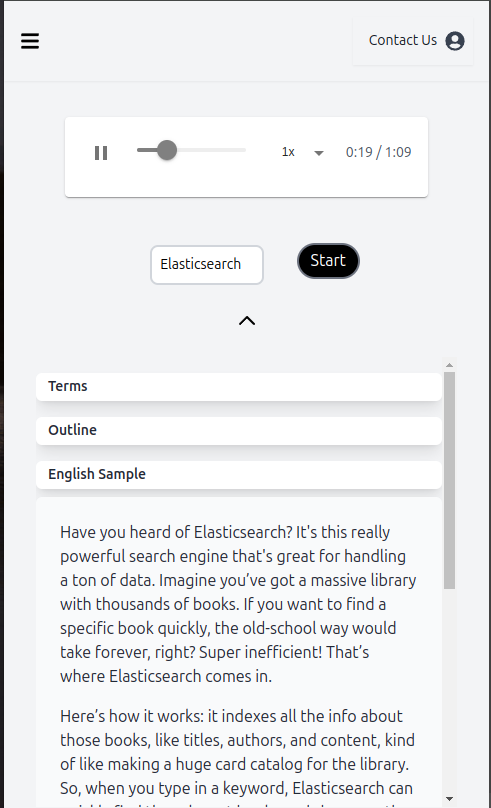 Contact Us
1x
0:19 / 1:09
Elasticsearch
Start
Terms
Outline
English Sample
Have you heard of Elasticsearch? It's this really
powerful search engine that's great for handling
a ton of data. Imagine you’ve got a massive library
with thousands of books. If you want to find a
specific book quickly, the old-school way would
take forever, right? Super inefficient! That’s
where Elasticsearch comes in.
Here’s how it works: it indexes all the info about
those books, like titles, authors, and content, kind
of like making a huge card catalog for the library.
So, when you type in a keyword, Elasticsearch can